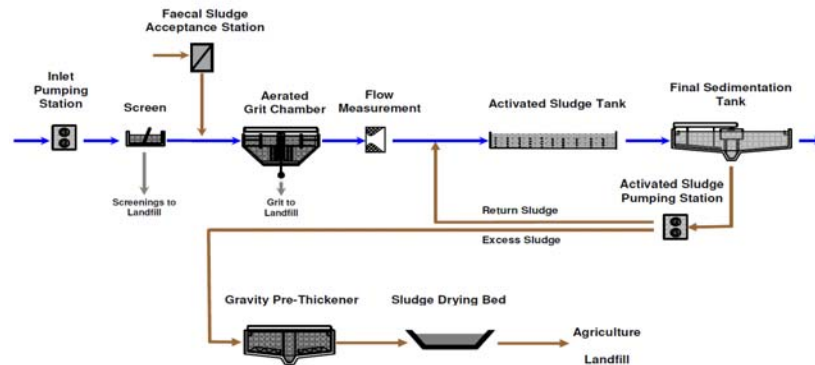 Faecal Sludge
Acceptance Station
Inlet
Pumping
Station
Screen
Aerated
Grit Chamber
Flow
Measurement
Activated Sludge Tank
Final Sedimentation
Tank
Screenings to
Landfill
Grit to
Landfill
Return Sludge
Activated Sludge
Pumping Station
Excess Sludge
Gravity Pre-Thickener
Sludge Drying Bed
Agriculture
Landfill